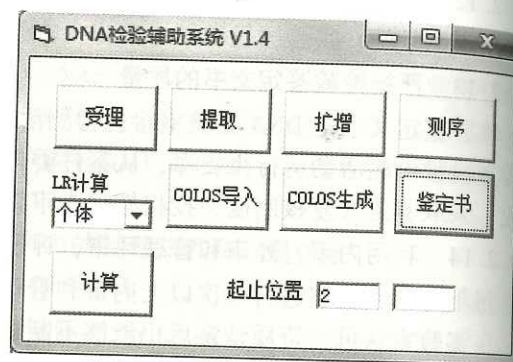 DNA检验辅助系统 V1.4
受理 提取 扩增 测序
LR计算
个体 COLOS导入 COLOS生成 鉴定书
计算 起止位置 2